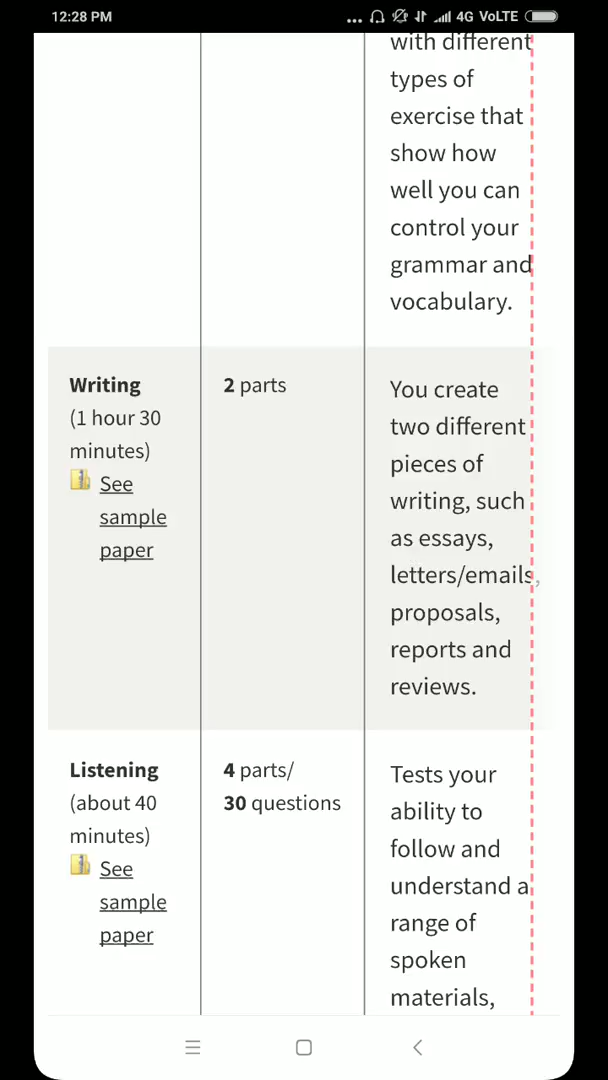 12:28 PM
... 4G VoLTE
with different
types of
exercise that
show how
well you can
control your
grammar and
vocabulary.
Writing
(1 hour 30
minutes)
See
sample
paper
2 parts
You create
two different
pieces of
writing, such
as essays,
letters/emails,
proposals,
reports and
reviews.
Listening
(about 40
minutes)
See
sample
paper
4 parts/
30 questions
Tests your
ability to
follow and
understand a
range of
spoken
materials,